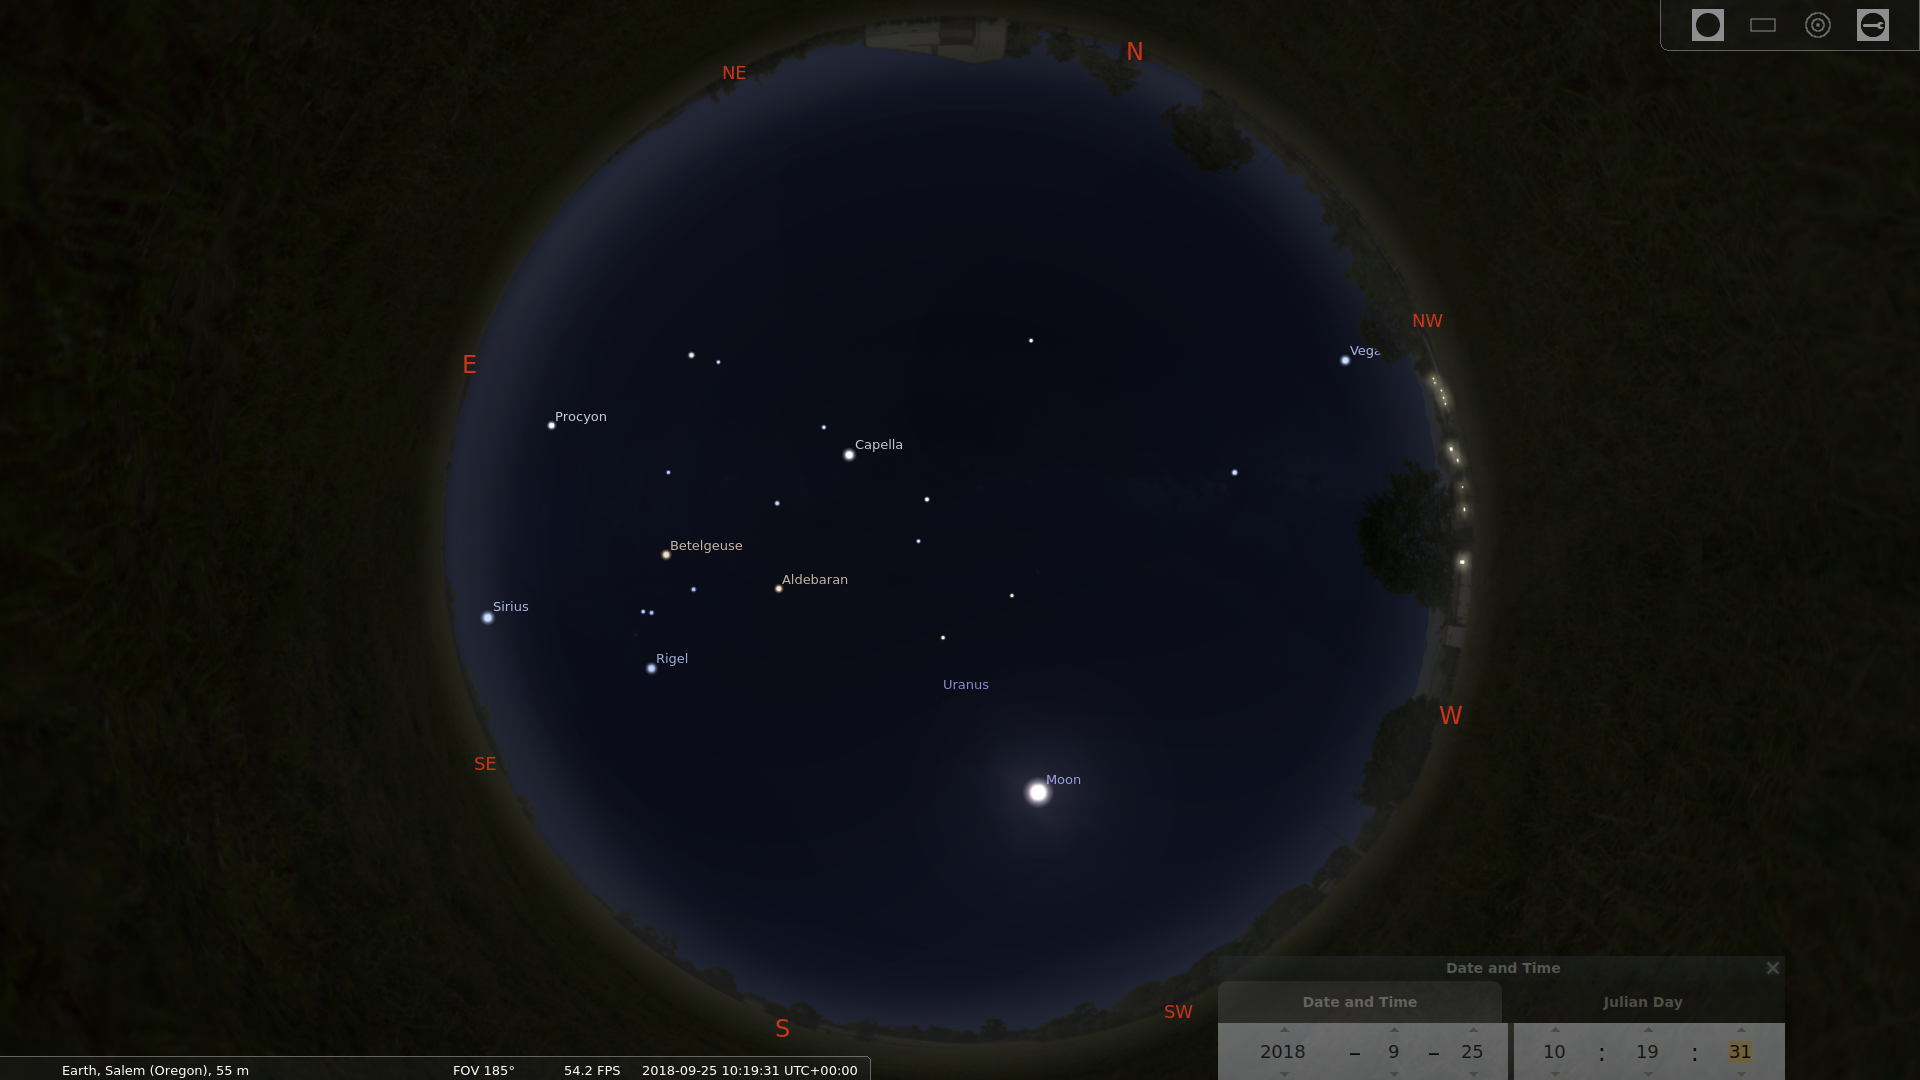 N
NE
NW
Vega
E
Procyon
Capella
Betelgeuse
Aldebaran
Sirius
Rigel
Uranus
W
SE
Moon
SW
S
Date and Time
Date and Time Julian Day
2018 – 9 – 25 10 : 19 : 31
Earth, Salem (Oregon), 55 m FOV 185° 54.2 FPS 2018-09-25 10:19:31 UTC+00:00